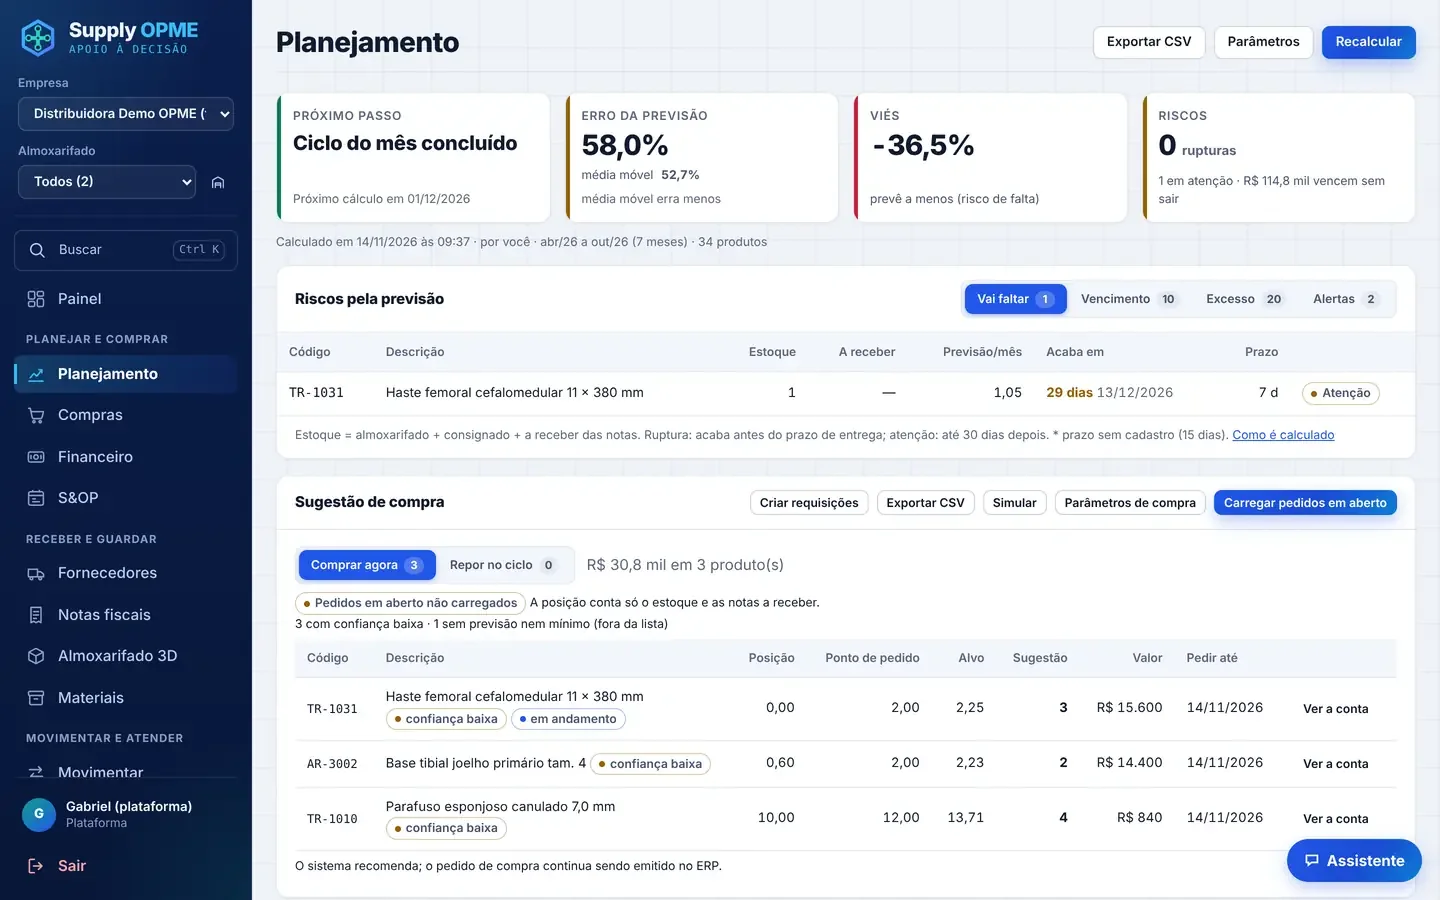 Supply OPME
APOIO À DECISÃO
Empresa
Distribuidora Demo OPME (
Almoxarifado
Todos (2)
Buscar Ctrl K
Painel
PLANEJAR E COMPRAR
Planejamento
Compras
Financeiro
S&OP
RECEBER E GUARDAR
Fornecedores
Notas fiscais
Almoxarifado 3D
Materiais
MOVIMENTAR E ATENDER
Movimentar
G Gabriel (plataforma)
Plataforma
Sair
Planejamento
Exportar CSV Parâmetros Recalcular
PRÓXIMO PASSO
Ciclo do mês concluído
Próximo cálculo em 01/12/2026
ERRO DA PREVISÃO
58,0%
média móvel 52,7%
média móvel erra menos
VIÉS
-36,5%
prevê a menos (risco de falta)
RISCOS
0 rupturas
1 em atenção · R$ 114,8 mil vencem sem
sair
Calculado em 14/11/2026 às 09:37 · por você · abr/26 a out/26 (7 meses) · 34 produtos
Riscos pela previsão
Vai faltar 1 Vencimento 10 Excesso 20 Alertas 2
Código Descrição Estoque A receber Previsão/mês Acaba em Prazo
TR-1031 Haste femoral cefalomedular 11 × 380 mm 1 — 1,05 29 dias 13/12/2026 7 d Atenção
Estoque = almoxarifado + consignado + a receber das notas. Ruptura: acaba antes do prazo de entrega; atenção: até 30 dias depois. * prazo sem cadastro (15 dias). Como é calculado
Sugestão de compra
Criar requisições Exportar CSV Simular Parâmetros de compra Carregar pedidos em aberto
Comprar agora 3 Repor no ciclo 0 R$ 30,8 mil em 3 produto(s)
Pedidos em aberto não carregados A posição conta só o estoque e as notas a receber.
3 com confiança baixa · 1 sem previsão nem mínimo (fora da lista)
Código Descrição Posição Ponto de pedido Alvo Sugestão Valor Pedir até
TR-1031 Haste femoral cefalomedular 11 × 380 mm 0,00 2,00 2,25 3 R$ 15.600 14/11/2026 Ver a conta
confiança baixa em andamento
AR-3002 Base tibial joelho primário tam. 4 confiança baixa 0,60 2,00 2,23 2 R$ 14.400 14/11/2026 Ver a conta
TR-1010 Parafuso esponjoso canulado 7,0 mm 10,00 12,00 13,71 4 R$ 840 14/11/2026 Ver a conta
confiança baixa
O sistema recomenda; o pedido de compra continua sendo emitido no ERP.
Assistente